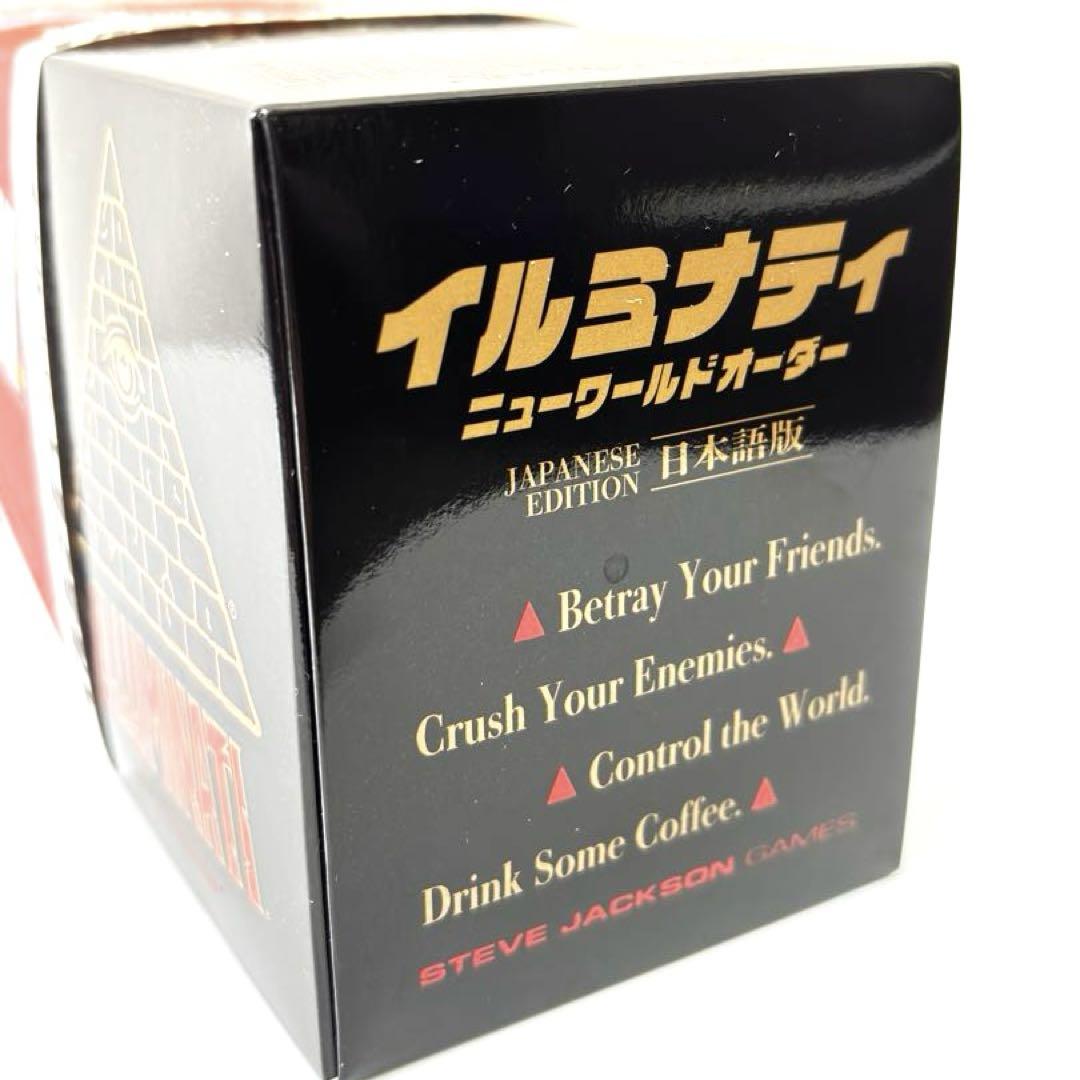 イルミナティ
ニューワールドオーダー
JAPANESE
EDITION
日本語版
▲ Betray Your Friends.
Crush Your Enemies. ▲
▲ Control the World.
Drink Some Coffee. ▲
STEVE JACKSON GAMES
®